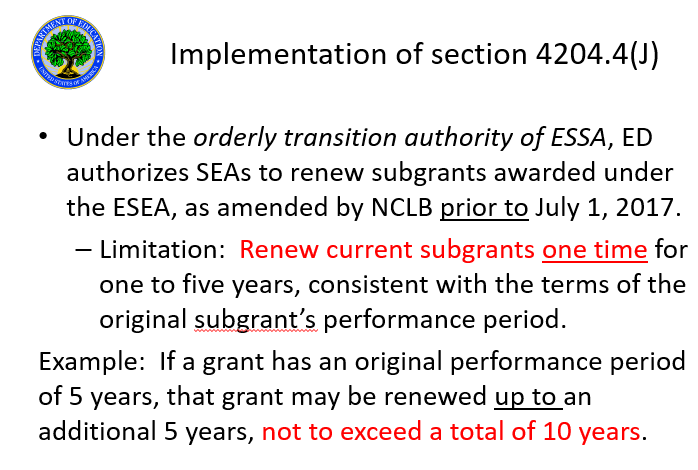 DEPARTMENT OF EDUCATION
UNITED STATES OF AMERICA
Implementation of section 4204.4(J)
• Under the orderly transition authority of ESSA, ED
authorizes SEAs to renew subgrants awarded under
the ESEA, as amended by NCLB prior to July 1, 2017.
– Limitation: Renew current subgrants one time for
one to five years, consistent with the terms of the
original subgrant’s performance period.
Example: If a grant has an original performance period
of 5 years, that grant may be renewed up to an
additional 5 years, not to exceed a total of 10 years.